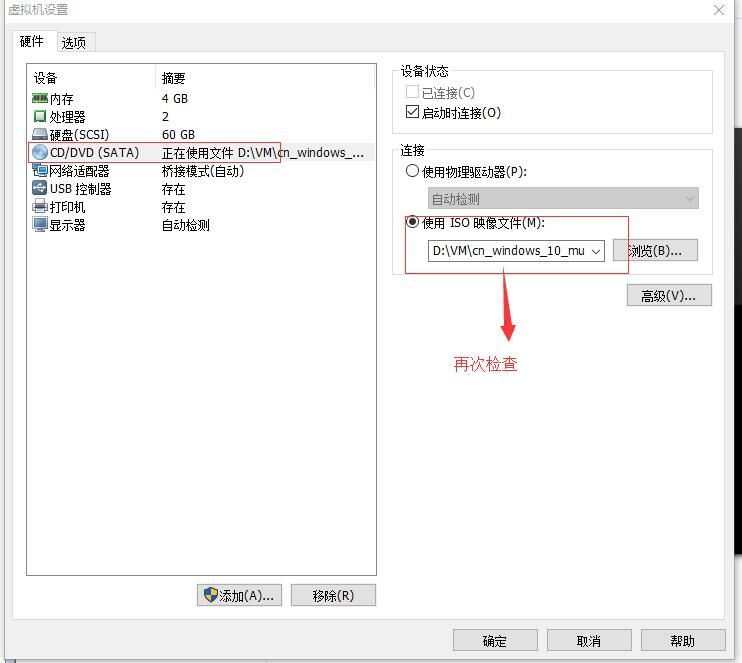 虚拟机设置
硬件 选项
设备 摘要
内存 4 GB
处理器 2
硬盘(SCSI) 60 GB
CD/DVD (SATA) 正在使用文件 D:\VM\cn_windows_...
网络适配器 桥接模式(自动)
USB 控制器 存在
打印机 存在
显示器 自动检测
添加(A)... 移除(R)
设备状态
已连接(C)
启动时连接(O)
连接
使用物理驱动器(P):
自动检测
使用 ISO 映像文件(M):
D:\VM\cn_windows_10_mu 浏览(B)...
高级(V)...
再次检查
确定 取消 帮助